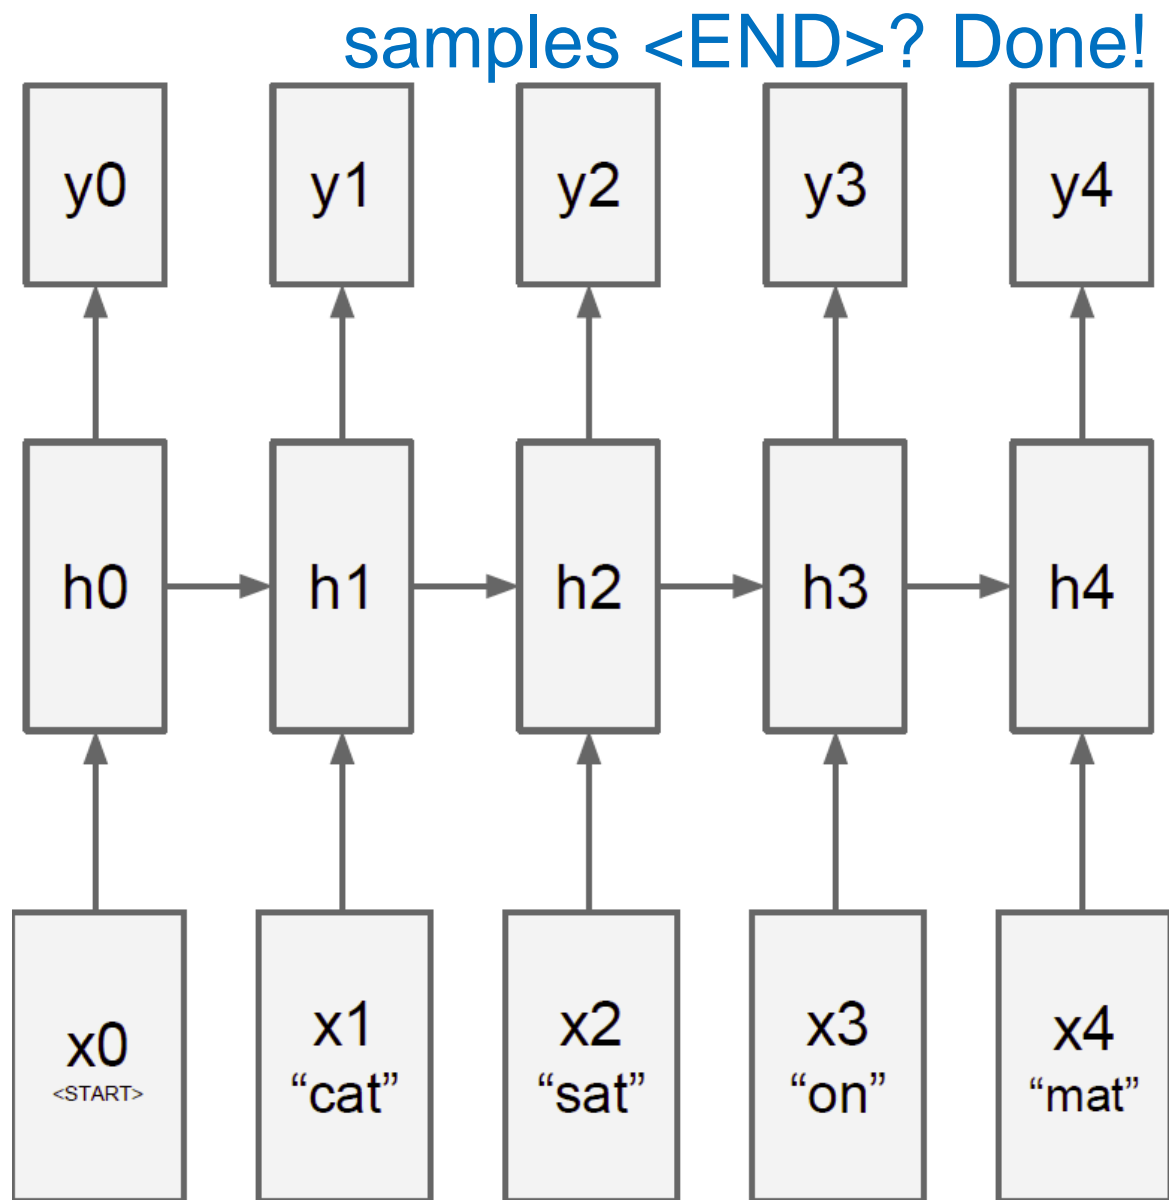 samples <END>? Done!
y0 y1 y2 y3 y4
h0 h1 h2 h3 h4
x0 x1 x2 x3 x4
<START> “cat” “sat” “on” “mat”